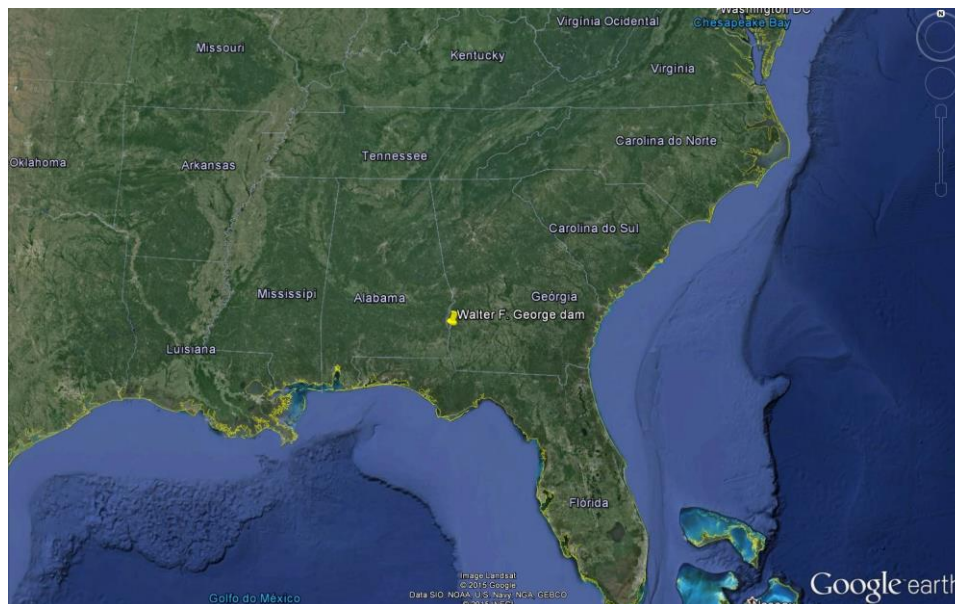 Washington DC
Virgínia Ocidental
Chesapeake Bay
N
Missouri
Kentucky
Virgínia
Oklahoma
Arkansas
Tennessee
Carolina do Norte
Carolina do Sul
Mississipi
Alabama
Geórgia
Walter F. George dam
Luisiana
Flórida
Image Landsat
© 2015 Google
Data SIO, NOAA, U.S. Navy, NGA, GEBCO
Golfo do México
Google earth